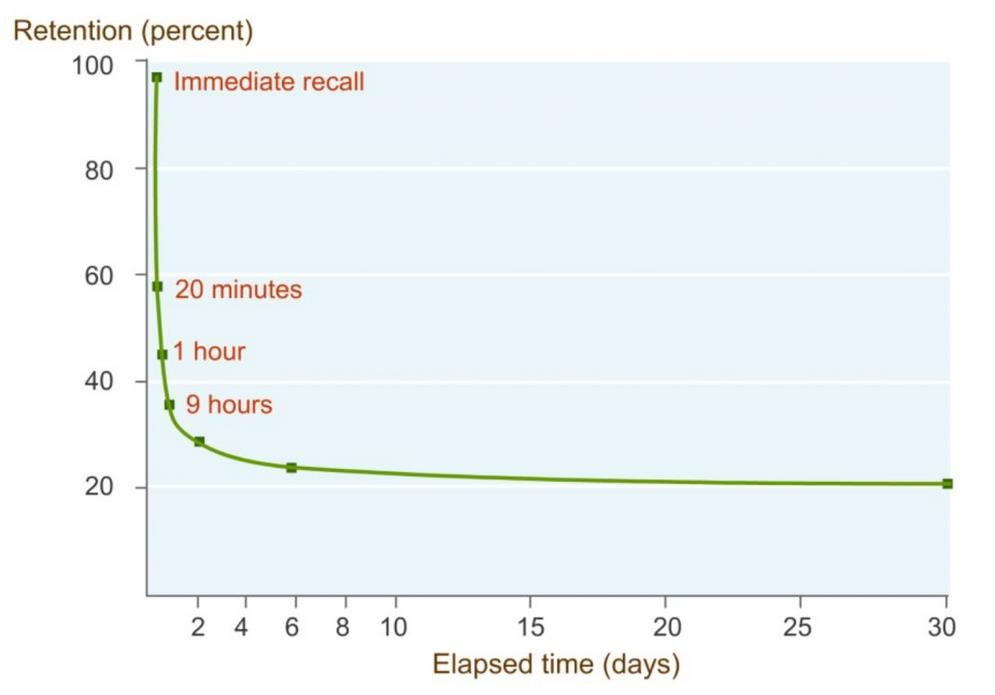 Retention (percent)
100
Immediate recall
80
60
20 minutes
1 hour
40
9 hours
20
2 4 6 8 10 15 20 25 30
Elapsed time (days)